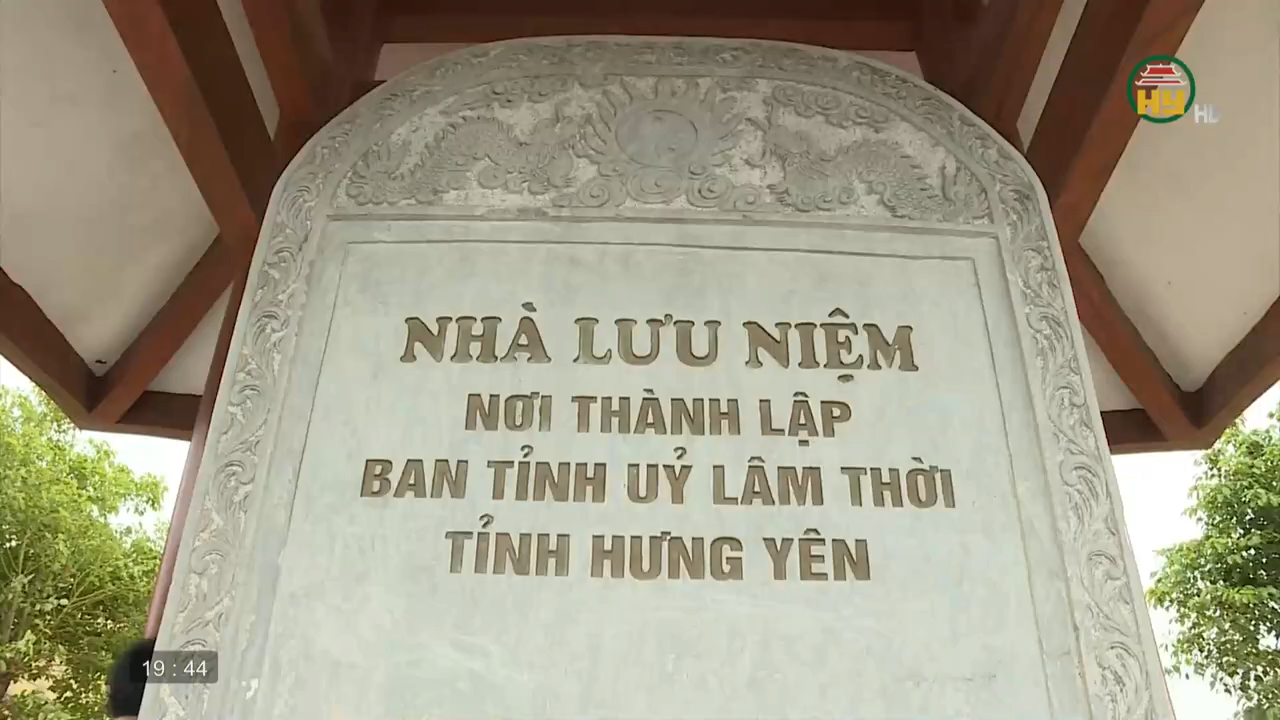 HY HD
NHÀ LƯU NIỆM
NƠI THÀNH LẬP
BAN TỈNH UỶ LÂM THỜI
TỈNH HƯNG YÊN
19 : 44